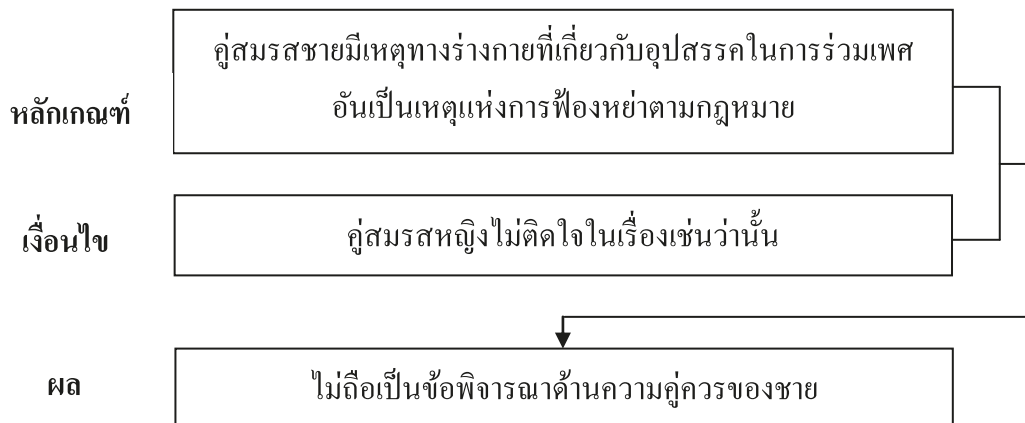 คู่สมรสชายมีเหตุทางร่างกายที่เกี่ยวกับอุปสรรคในการร่วมเพศ
หลักเกณฑ์
อันเป็นเหตุแห่งการฟ้องหย่าตามกฎหมาย
เงื่อนไข
คู่สมรสหญิงไม่ติดใจในเรื่องเช่นว่านั้น
ผล
ไม่ถือเป็นข้อพิจารณาด้านความคู่ควรของชาย